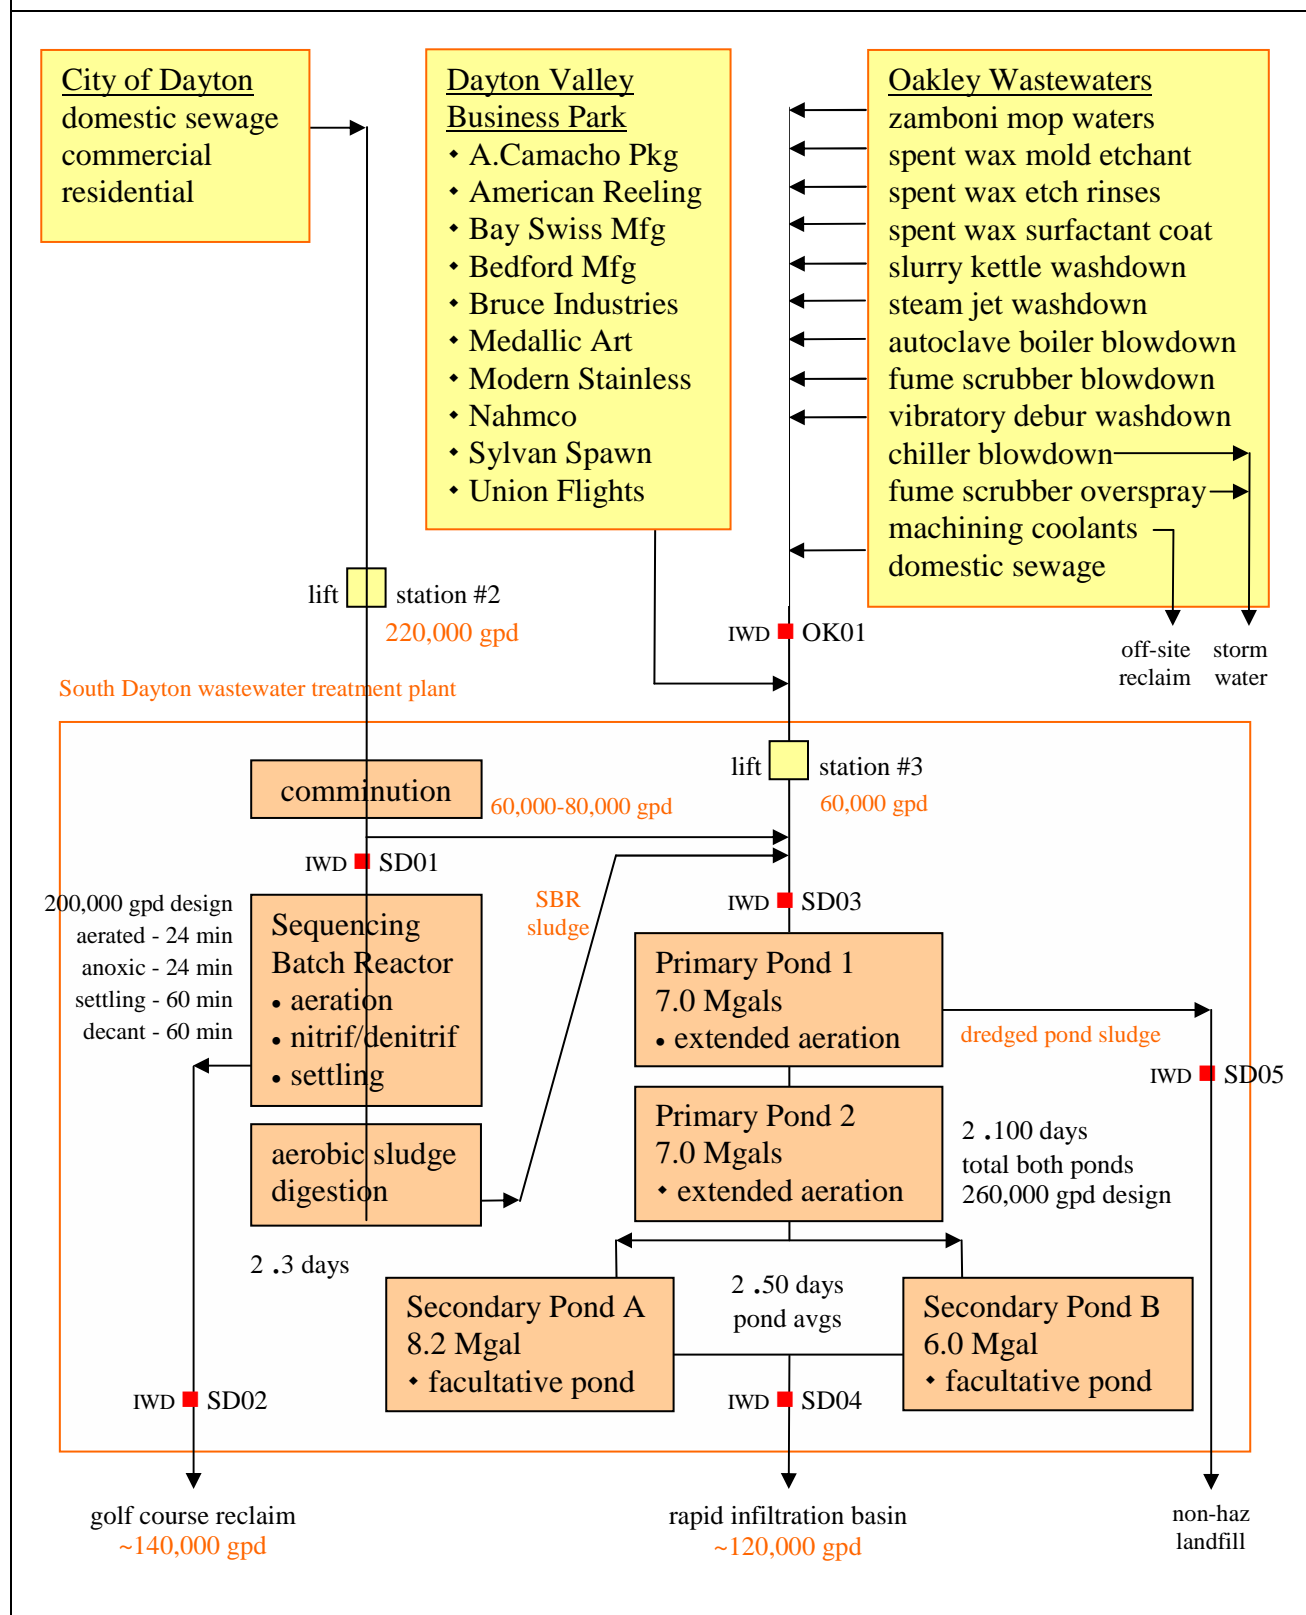 City of Dayton
domestic sewage
commercial
residential
Dayton Valley
Business Park
• A.Camacho Pkg
• American Reeling
• Bay Swiss Mfg
• Bedford Mfg
• Bruce Industries
• Medallic Art
• Modern Stainless
• Nahmco
• Sylvan Spawn
• Union Flights
Oakley Wastewaters
zamboni mop waters
spent wax mold etchant
spent wax etch rinses
spent wax surfactant coat
slurry kettle washdown
steam jet washdown
autoclave boiler blowdown
fume scrubber blowdown
vibratory debur washdown
chiller blowdown
fume scrubber overspray
machining coolants
domestic sewage
lift station #2
220,000 gpd
IWD OK01
off-site
reclaim
storm
water
South Dayton wastewater treatment plant
lift station #3
60,000 gpd
comminution
60,000-80,000 gpd
IWD SD01
200,000 gpd design
aerated - 24 min
anoxic - 24 min
settling - 60 min
decant - 60 min
Sequencing
Batch Reactor
• aeration
• nitrif/denitrif
• settling
SBR
sludge
IWD SD03
Primary Pond 1
7.0 Mgals
• extended aeration
dredged pond sludge
IWD SD05
Primary Pond 2
7.0 Mgals
• extended aeration
2 .100 days
total both ponds
260,000 gpd design
aerobic sludge
digestion
2 .3 days
Secondary Pond A
8.2 Mgal
• facultative pond
2 .50 days
pond avgs
Secondary Pond B
6.0 Mgal
• facultative pond
IWD SD02
IWD SD04
golf course reclaim
~140,000 gpd
rapid infiltration basin
~120,000 gpd
non-haz
landfill